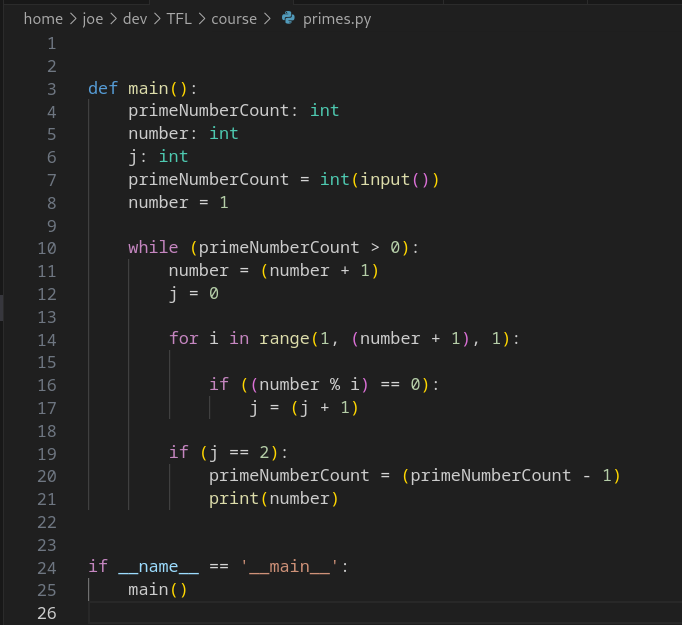 home > joe > dev > TFL > course > primes.py
1
2
3 def main():
4     primeNumberCount: int
5     number: int
6     j: int
7     primeNumberCount = int(input())
8     number = 1
9
10     while (primeNumberCount > 0):
11         number = (number + 1)
12         j = 0
13
14         for i in range(1, (number + 1), 1):
15
16             if ((number % i) == 0):
17                 j = (j + 1)
18
19         if (j == 2):
20             primeNumberCount = (primeNumberCount - 1)
21             print(number)
22
23
24 if __name__ == '__main__':
25     main()
26